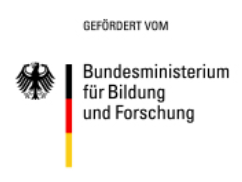 GEFÖRDERT VOM
Bundesministerium
für Bildung
und Forschung